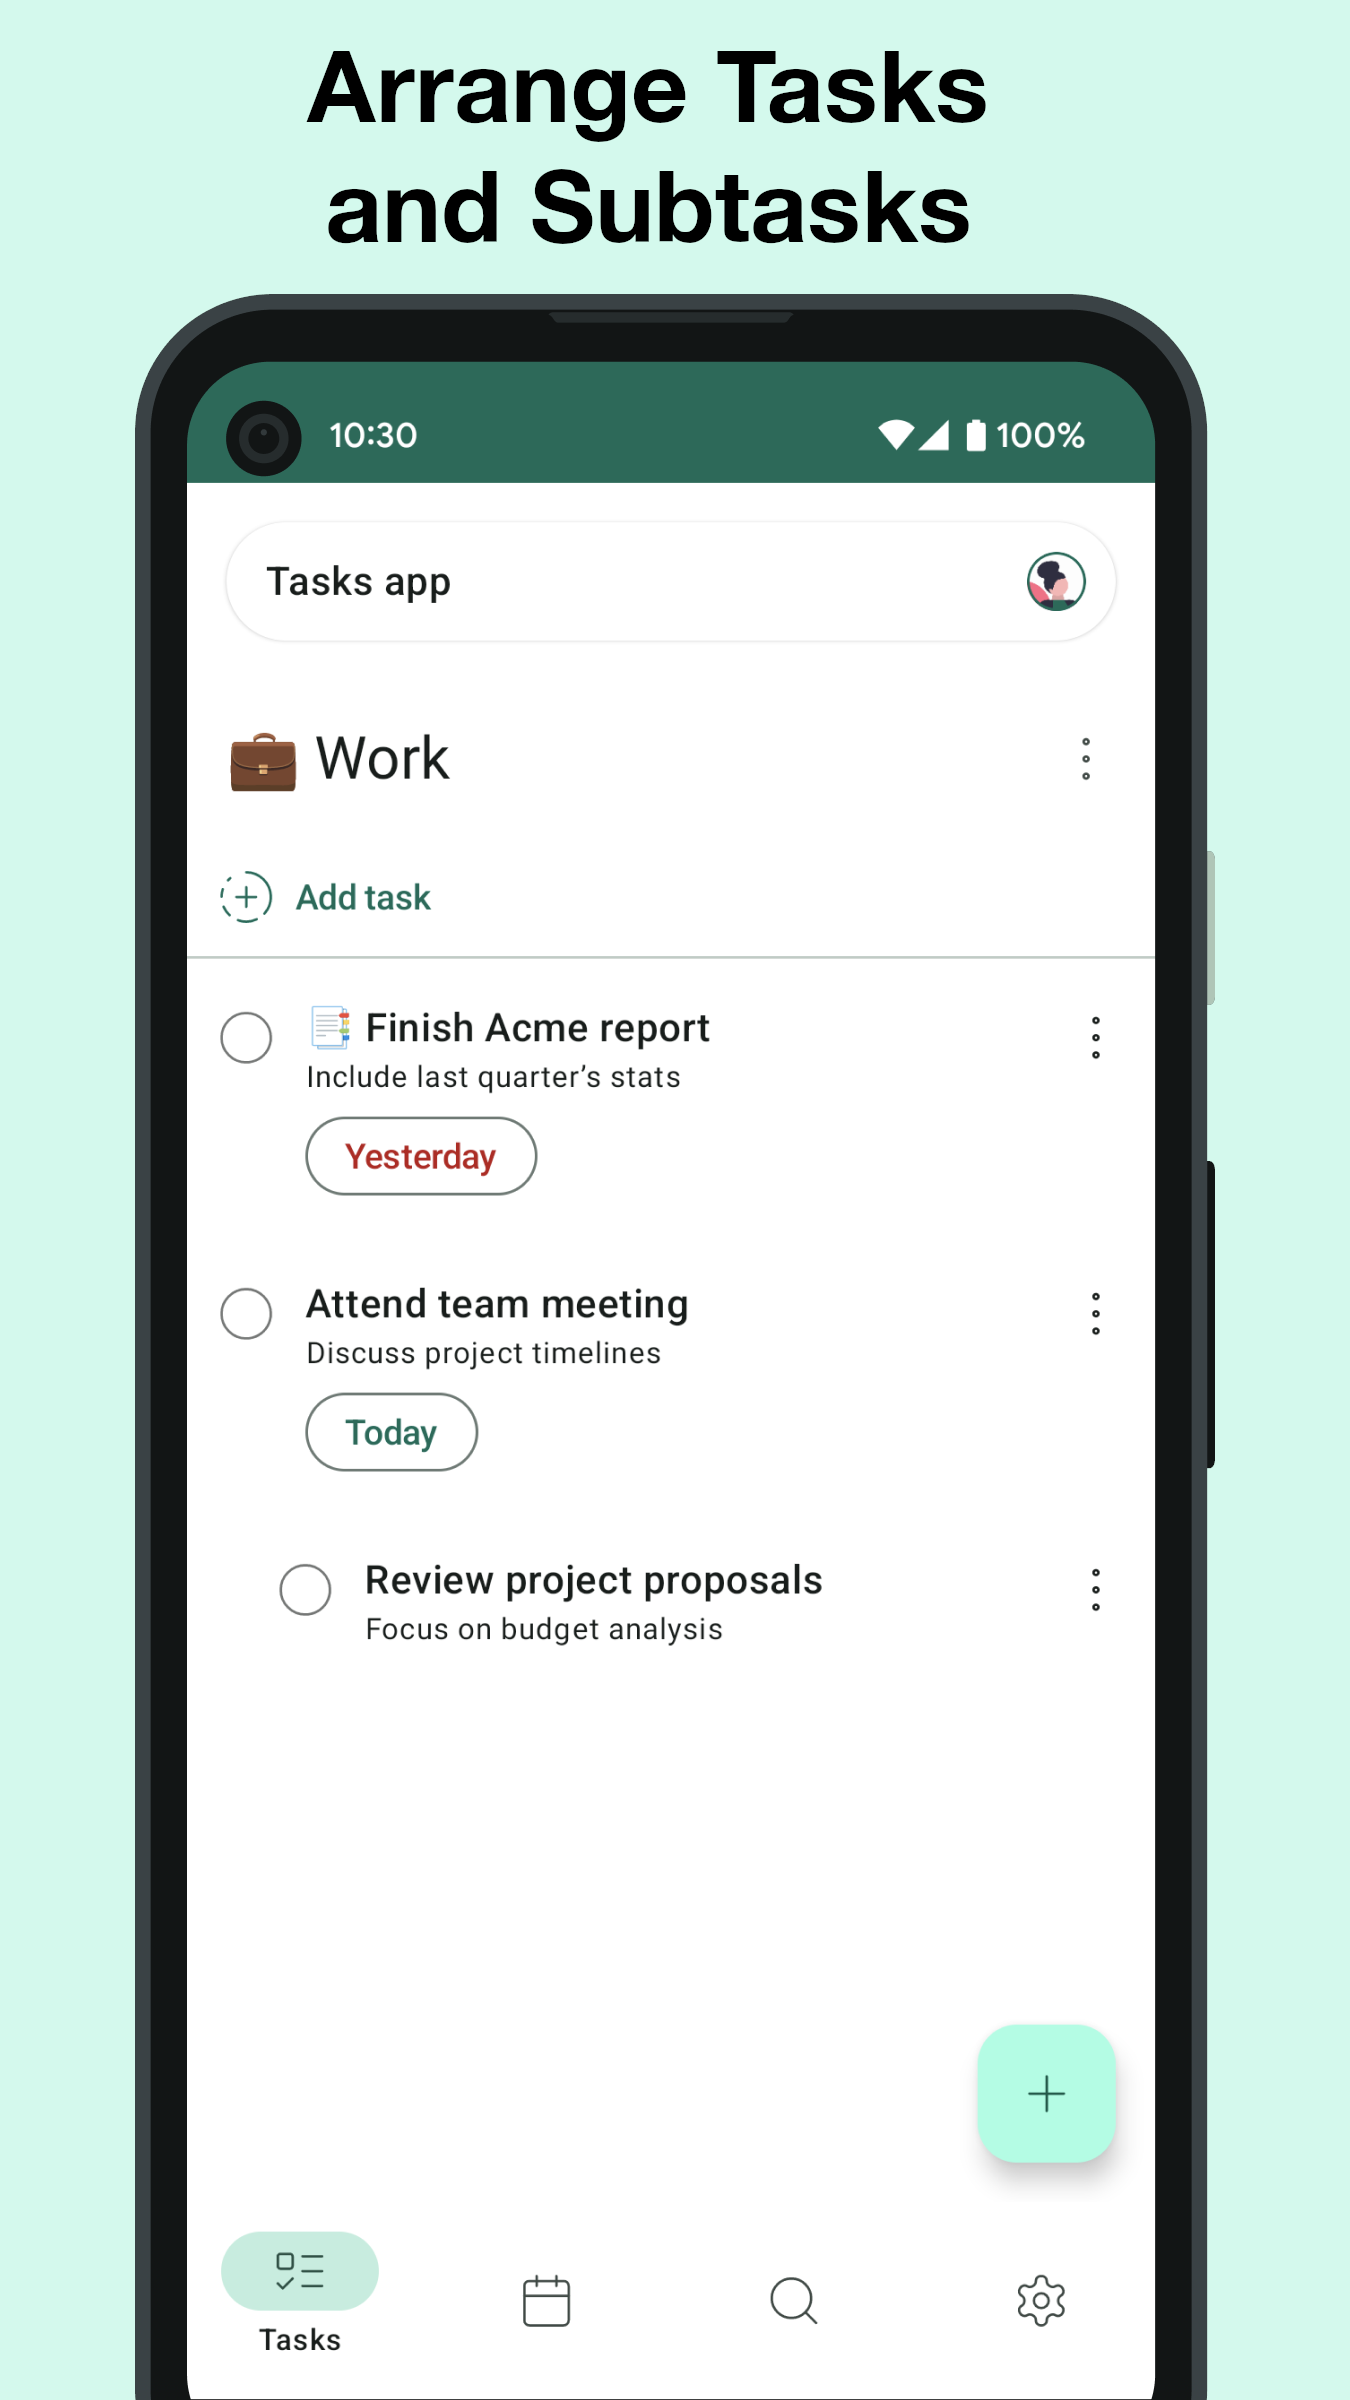 Arrange Tasks
and Subtasks
10:30
100%
Tasks app
💼 Work
Add task
📑 Finish Acme report
Include last quarter’s stats
Yesterday
Attend team meeting
Discuss project timelines
Today
Review project proposals
Focus on budget analysis
Tasks